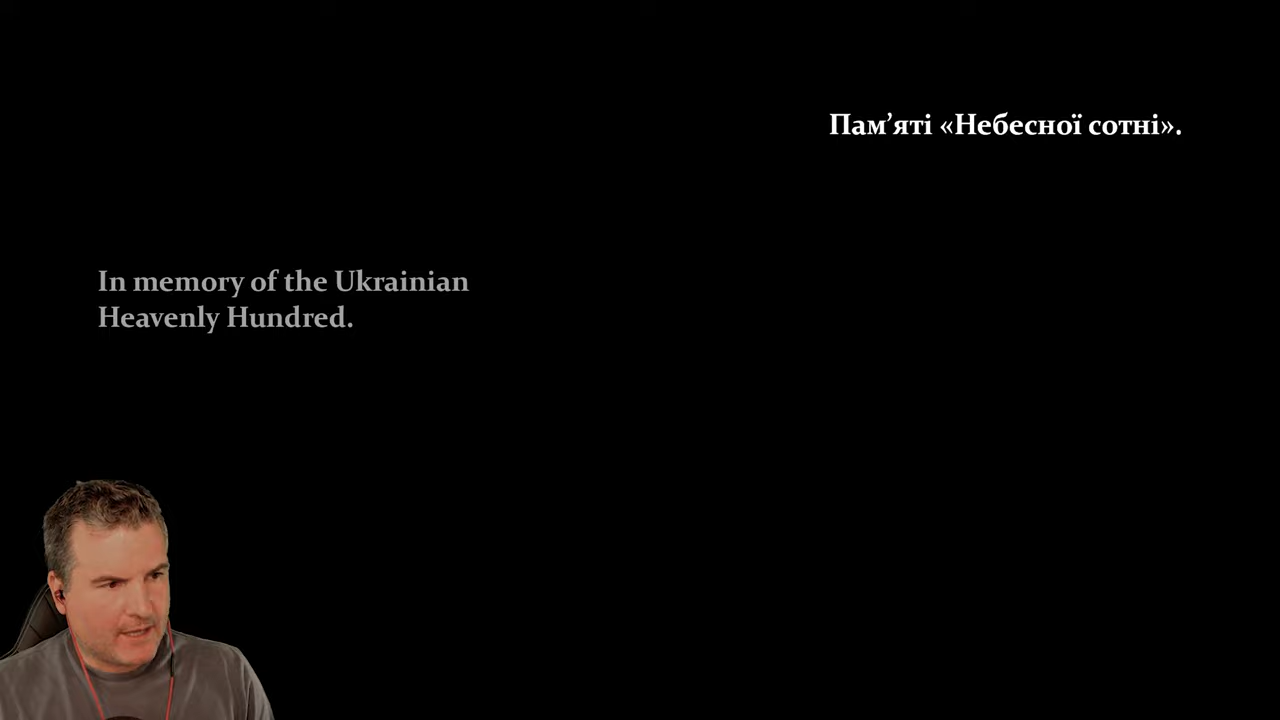 Пам’яті «Небесної сотні».
In memory of the Ukrainian
Heavenly Hundred.